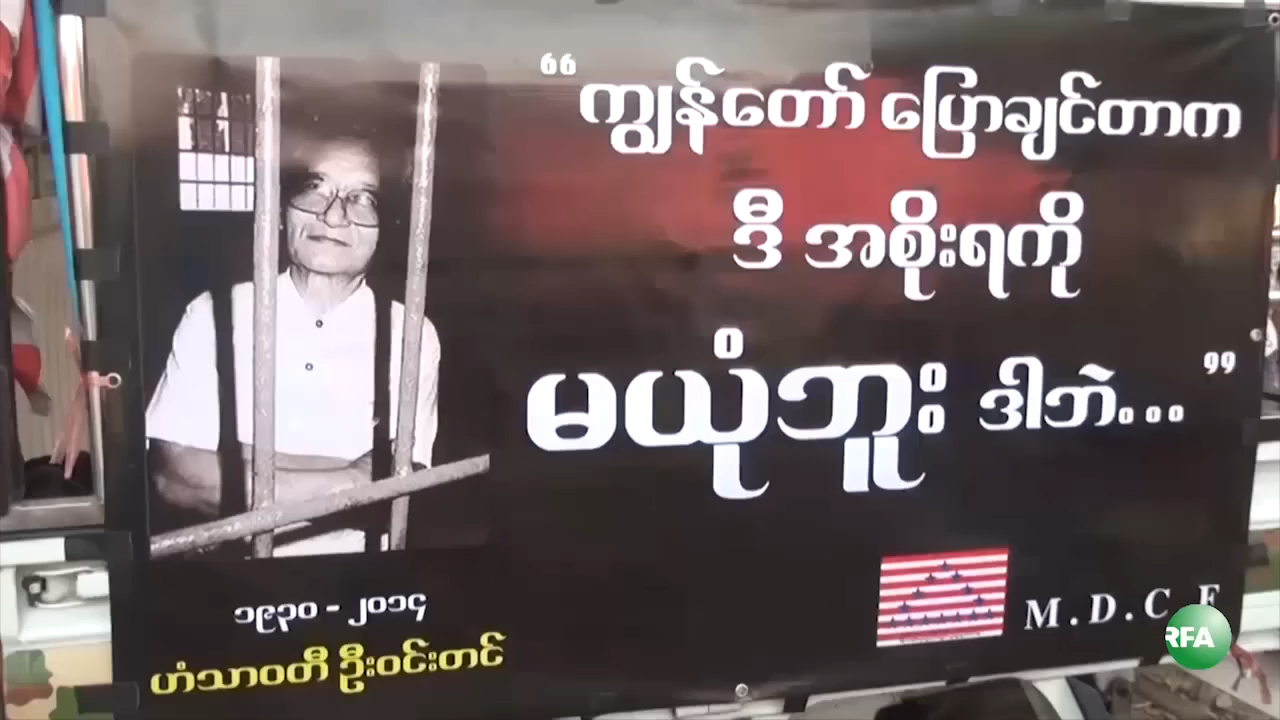 “ကျွန်တော် ပြောချင်တာက
ဒီ အစိုးရကို
မယုံဘူး ဒါဘဲ... ”
၁၉၃၀ - ၂၀၁၄
ဟံသာဝတီ ဦးဝင်းတင်
M.D.C.F
RFA